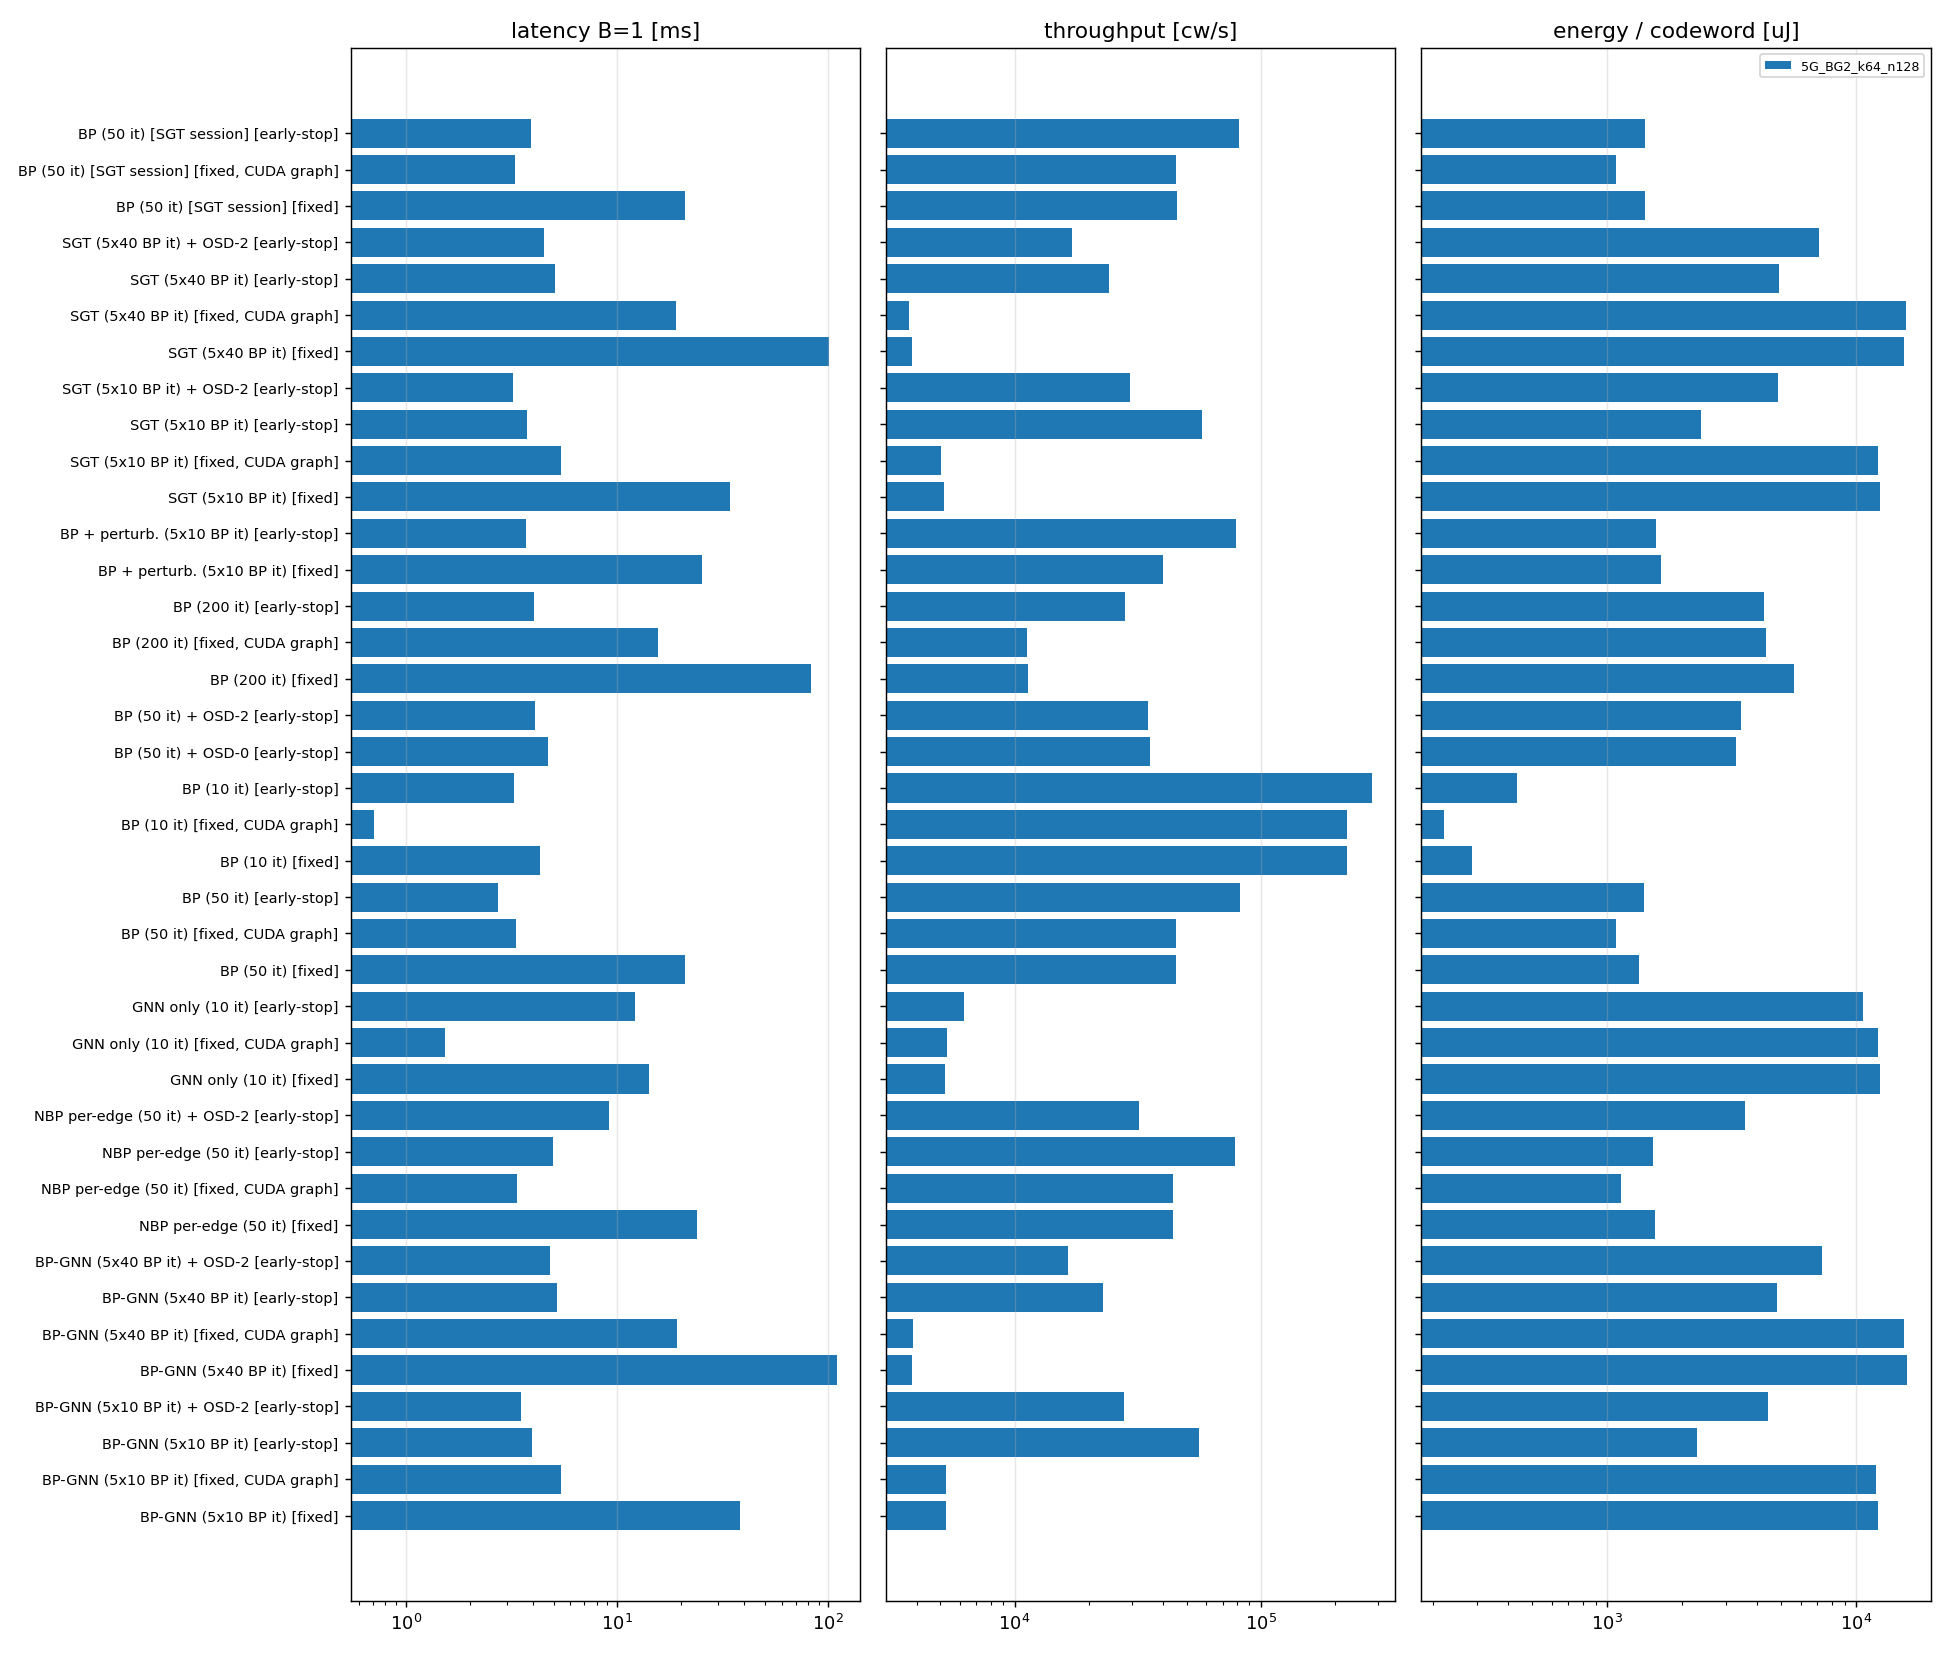 latency B=1 [ms]
throughput [cw/s]
energy / codeword [uJ]
5G_BG2_k64_n128
BP (50 it) [SGT session] [early-stop]
BP (50 it) [SGT session] [fixed, CUDA graph]
BP (50 it) [SGT session] [fixed]
SGT (5x40 BP it) + OSD-2 [early-stop]
SGT (5x40 BP it) [early-stop]
SGT (5x40 BP it) [fixed, CUDA graph]
SGT (5x40 BP it) [fixed]
SGT (5x10 BP it) + OSD-2 [early-stop]
SGT (5x10 BP it) [early-stop]
SGT (5x10 BP it) [fixed, CUDA graph]
SGT (5x10 BP it) [fixed]
BP + perturb. (5x10 BP it) [early-stop]
BP + perturb. (5x10 BP it) [fixed]
BP (200 it) [early-stop]
BP (200 it) [fixed, CUDA graph]
BP (200 it) [fixed]
BP (50 it) + OSD-2 [early-stop]
BP (50 it) + OSD-0 [early-stop]
BP (10 it) [early-stop]
BP (10 it) [fixed, CUDA graph]
BP (10 it) [fixed]
BP (50 it) [early-stop]
BP (50 it) [fixed, CUDA graph]
BP (50 it) [fixed]
GNN only (10 it) [early-stop]
GNN only (10 it) [fixed, CUDA graph]
GNN only (10 it) [fixed]
NBP per-edge (50 it) + OSD-2 [early-stop]
NBP per-edge (50 it) [early-stop]
NBP per-edge (50 it) [fixed, CUDA graph]
NBP per-edge (50 it) [fixed]
BP-GNN (5x40 BP it) + OSD-2 [early-stop]
BP-GNN (5x40 BP it) [early-stop]
BP-GNN (5x40 BP it) [fixed, CUDA graph]
BP-GNN (5x40 BP it) [fixed]
BP-GNN (5x10 BP it) + OSD-2 [early-stop]
BP-GNN (5x10 BP it) [early-stop]
BP-GNN (5x10 BP it) [fixed, CUDA graph]
BP-GNN (5x10 BP it) [fixed]
10⁰ 10¹ 10²
10⁴ 10⁵
10³ 10⁴